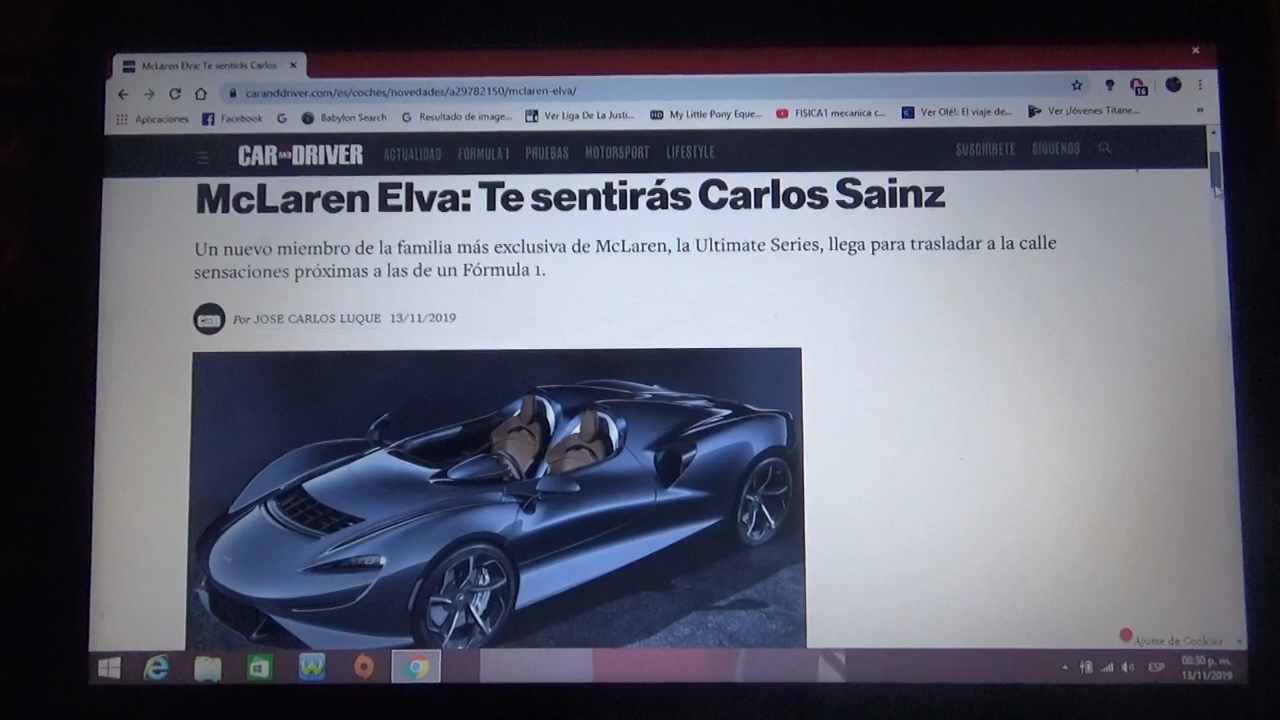 McLaren Elva: Te sentirás Carlos
caranddriver.com/es/coches/novedades/a29782150/mclaren-elva/
Aplicaciones Facebook Babylon Search Resultado de image... Ver Liga De La Justi... My Little Pony Eque... FISICA1 mecanica c... Ver Olé!: El viaje de... Ver ¡Jóvenes Titane... »
CAR AND DRIVER ACTUALIDAD FÓRMULA 1 PRUEBAS MOTORSPORT LIFESTYLE SUSCRÍBETE SÍGUENOS
McLaren Elva: Te sentirás Carlos Sainz
Un nuevo miembro de la familia más exclusiva de McLaren, la Ultimate Series, llega para trasladar a la calle
sensaciones próximas a las de un Fórmula 1.
Por JOSE CARLOS LUQUE 13/11/2019
Ajuste de Cookies
ESP 08:30 p. m.
13/11/2019